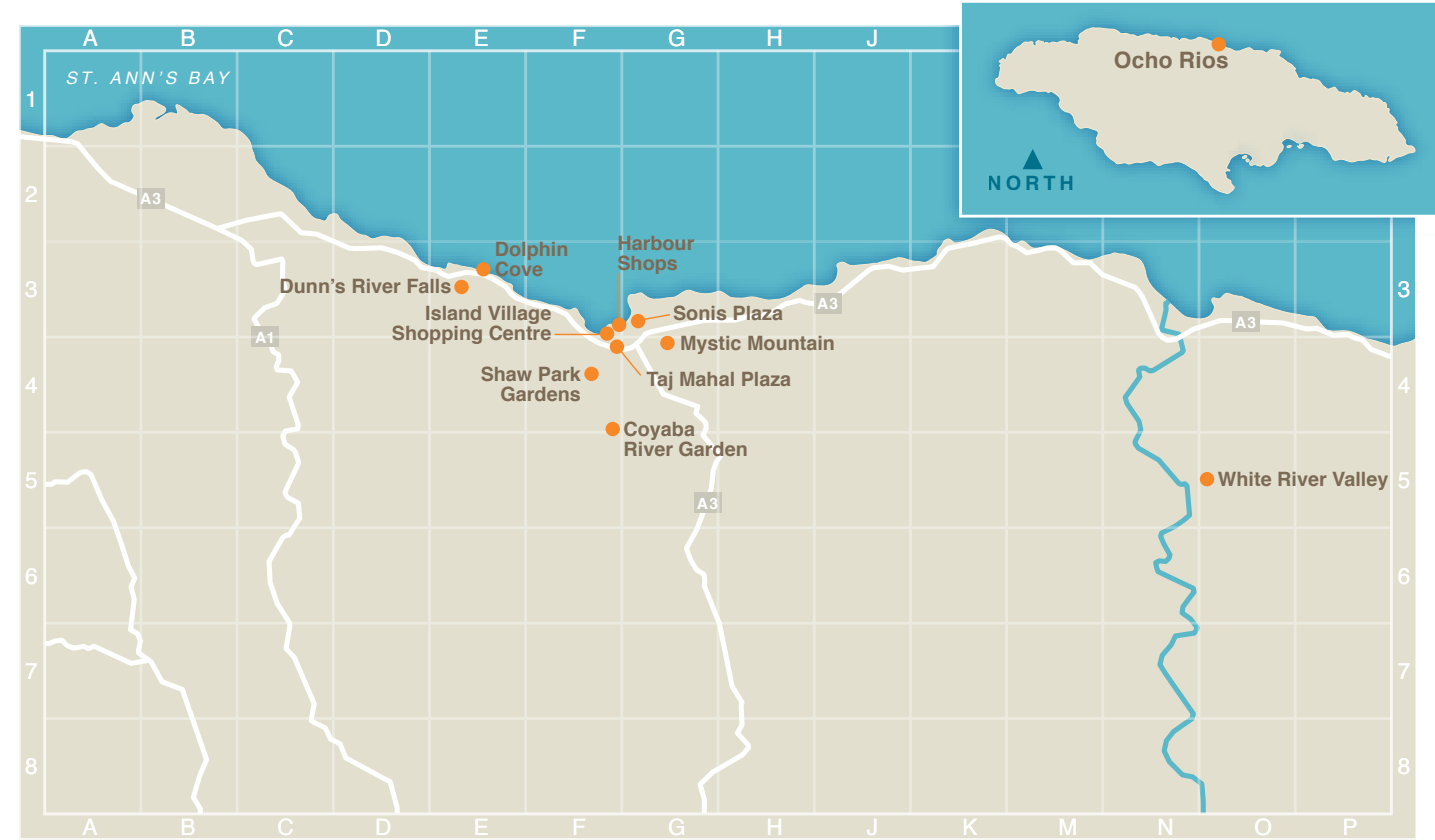 A B C D E F G H J
Ocho Rios
NORTH
ST. ANN'S BAY
1
2
A3
Dolphin
Cove
Harbour
Shops
3
Dunn's River Falls
3
Island Village
Shopping Centre
Sonis Plaza
A3
A3
A1
Mystic Mountain
4
Shaw Park
Gardens
Taj Mahal Plaza
4
Coyaba
River Garden
5
White River Valley
5
A3
6
6
7
7
8
8
A B C D E F G H J K M N O P